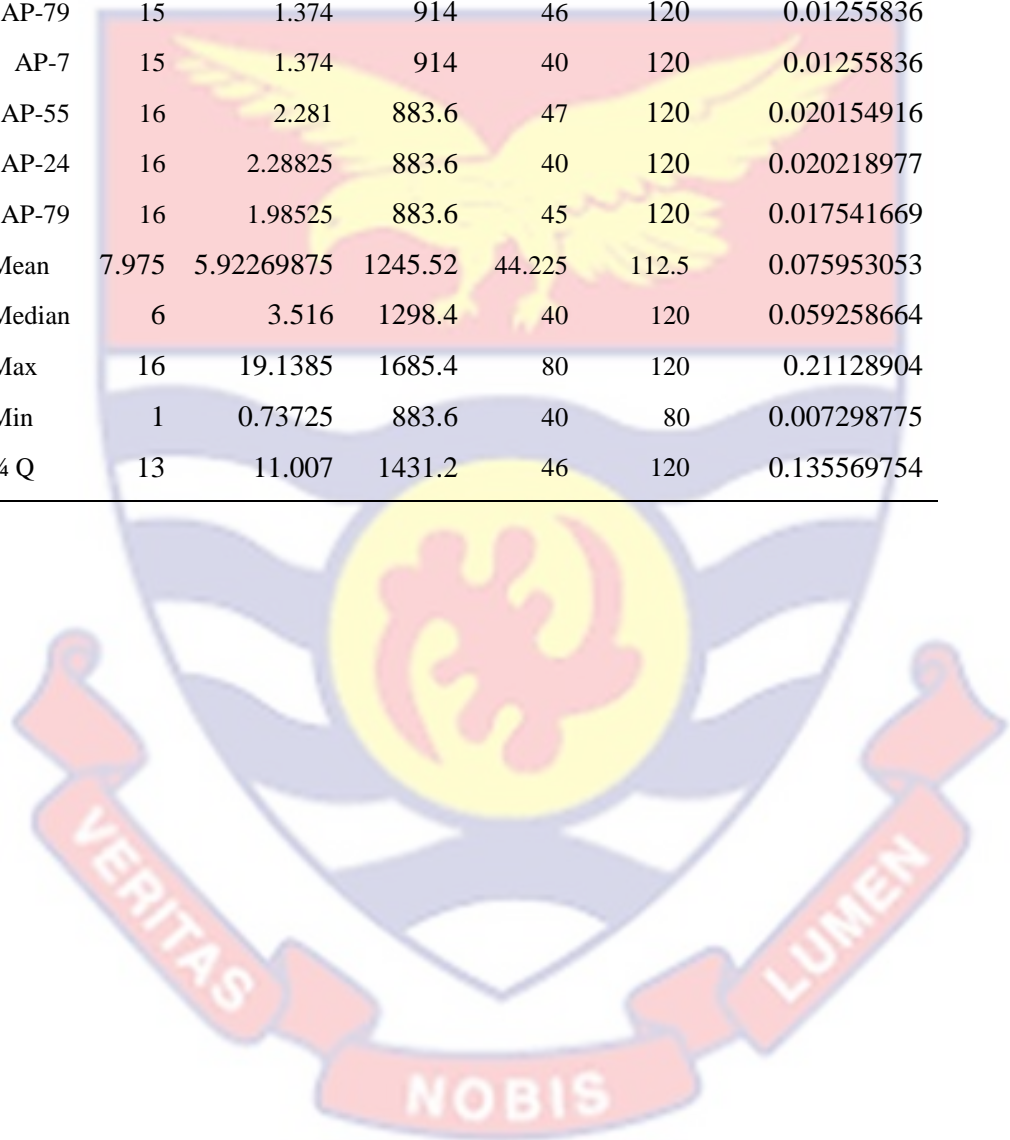 AP-79 15 1.374 914 46 120 0.01255836
AP-7 15 1.374 914 40 120 0.01255836
AP-55 16 2.281 883.6 47 120 0.020154916
AP-24 16 2.28825 883.6 40 120 0.020218977
AP-79 16 1.98525 883.6 45 120 0.017541669
Mean 7.975 5.92269875 1245.52 44.225 112.5 0.075953053
Median 6 3.516 1298.4 40 120 0.059258664
Max 16 19.1385 1685.4 80 120 0.21128904
Min 1 0.73725 883.6 40 80 0.007298775
¾ Q 13 11.007 1431.2 46 120 0.135569754
VERITAS
NOBIS
LUMEN